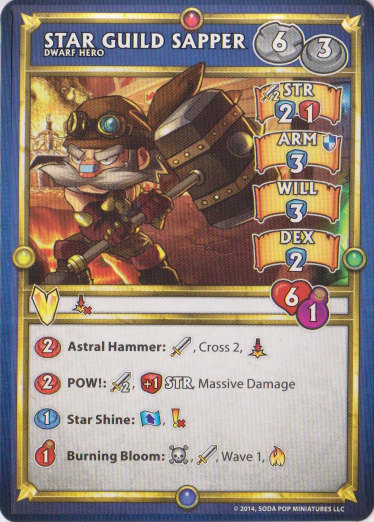 STAR GUILD SAPPER 6 3
DWARF HERO
2 STR
2 1
ARM
3
WILL
3
DEX
2
6
1
2 Astral Hammer: , Cross 2,
2 POW!: 2, +1 STR, Massive Damage
1 Star Shine: ,
1 Burning Bloom: , , Wave 1,
© 2014, SODA POP MINIATURES LLC